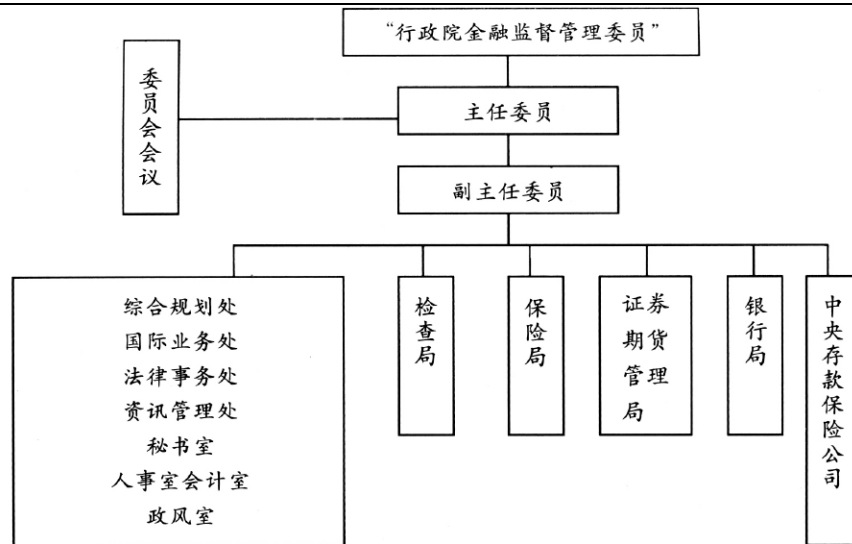 “行政院金融监督管理委员”
委员会会议
主任委员
副主任委员
综合规划处
国际业务处
法律事务处
资讯管理处
秘书室
人事室会计室
政风室
检查局
保险局
证券
期货
管理
局
银行局
中央存款保险公司